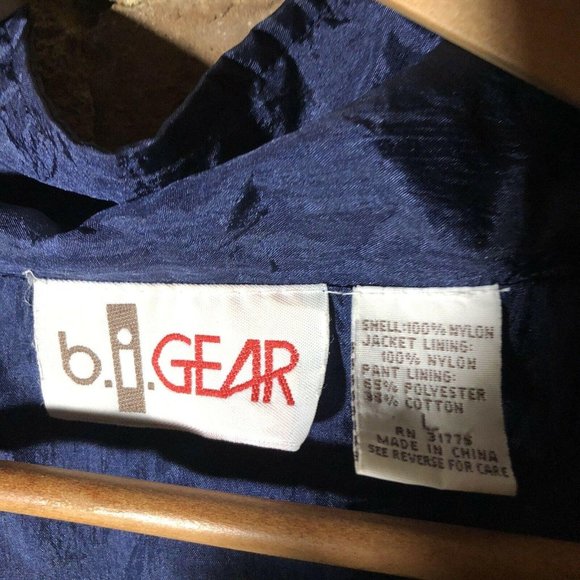 b.i.GEAR
SHELL:100% NYLON
JACKET LINING:
100% NYLON
PANT LINING:
65% POLYESTER
35% COTTON
L
RN 31775
MADE IN CHINA
SEE REVERSE FOR CARE